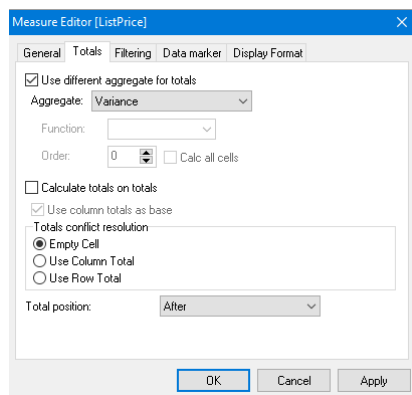 Measure Editor [ListPrice]
General Totals Filtering Data marker Display Format
Use different aggregate for totals
Aggregate: Variance
Function:
Order: 0 Calc all cells
Calculate totals on totals
Use column totals as base
Totals conflict resolution
Empty Cell
Use Column Total
Use Row Total
Total position: After
OK Cancel Apply